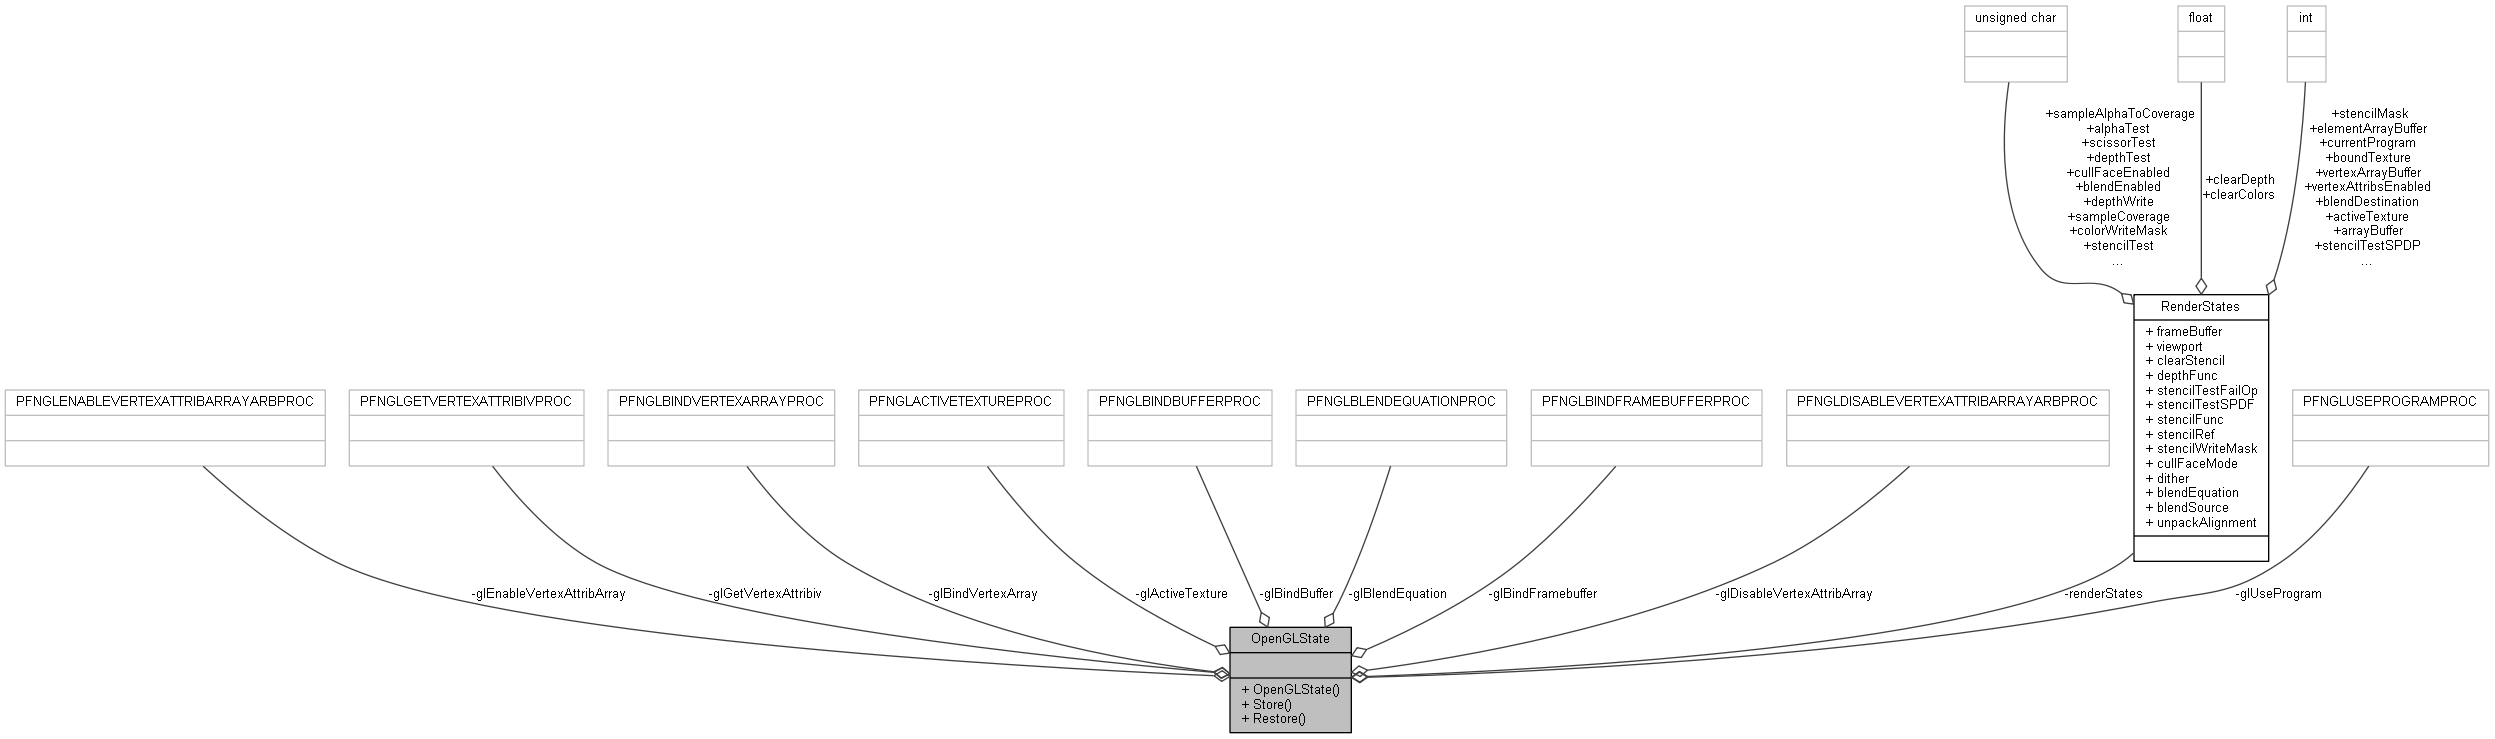 unsigned char
float
int
+sampleAlphaToCoverage
+alphaTest
+scissorTest
+depthTest
+cullFaceEnabled
+blendEnabled
+depthWrite
+sampleCoverage
+colorWriteMask
+stencilTest
...
+clearDepth
+clearColors
+stencilMask
+elementArrayBuffer
+currentProgram
+boundTexture
+vertexArrayBuffer
+vertexAttribsEnabled
+blendDestination
+activeTexture
+arrayBuffer
+stencilTestSPDP
...
RenderStates
+ frameBuffer
+ viewport
+ clearStencil
+ depthFunc
+ stencilTestFailOp
+ stencilTestSPDF
+ stencilFunc
+ stencilRef
+ stencilWriteMask
+ cullFaceMode
+ dither
+ blendEquation
+ blendSource
+ unpackAlignment
PFNGLENABLEVERTEXATTRIBARRAYARBPROC
PFNGLGETVERTEXATTRIBIVPROC
PFNGLBINDVERTEXARRAYPROC
PFNGLACTIVETEXTUREPROC
PFNGLBINDBUFFERPROC
PFNGLBLENDEQUATIONPROC
PFNGLBINDFRAMEBUFFERPROC
PFNGLDISABLEVERTEXATTRIBARRAYARBPROC
PFNGLUSEPROGRAMPROC
-glEnableVertexAttribArray
-glGetVertexAttribiv
-glBindVertexArray
-glActiveTexture
-glBindBuffer
-glBlendEquation
-glBindFramebuffer
-glDisableVertexAttribArray
-renderStates
-glUseProgram
OpenGLState
+ OpenGLState()
+ Store()
+ Restore()